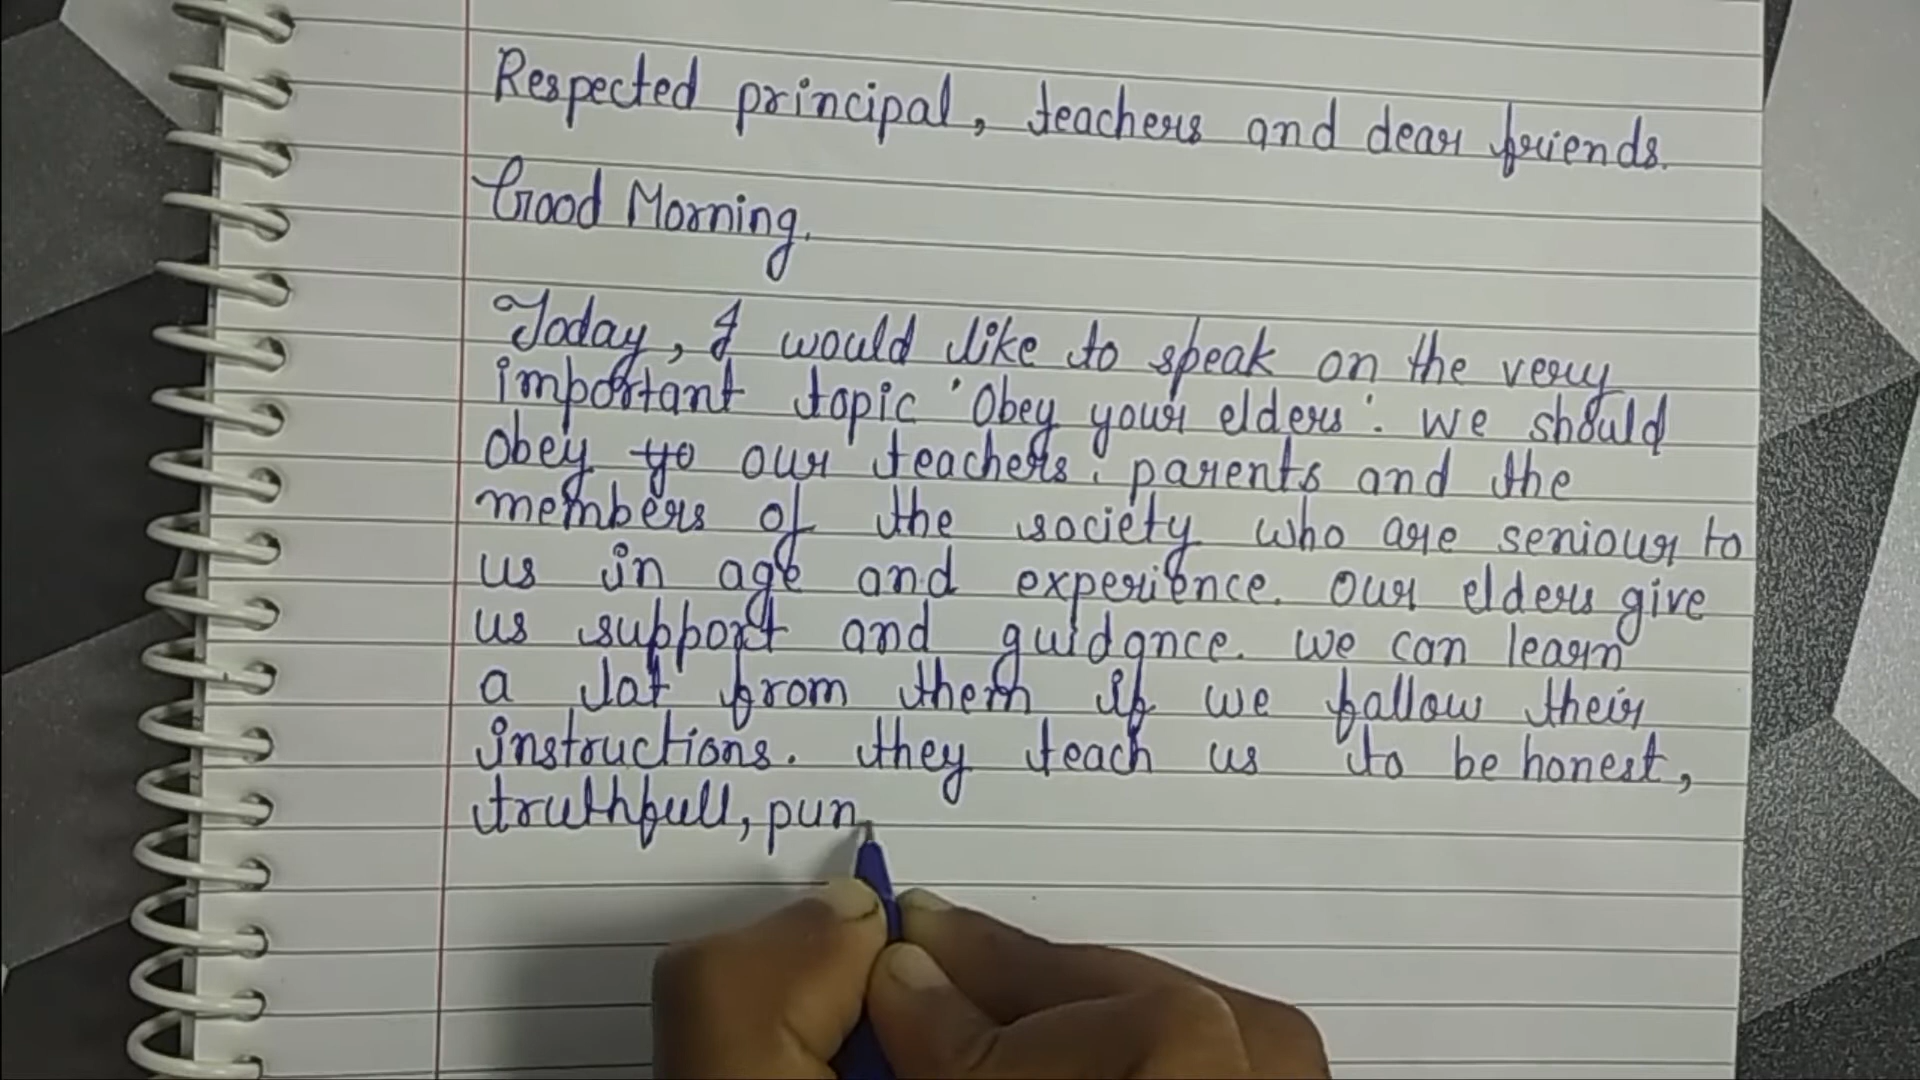 Respected principal, teachers and dear friends.
Good Morning.
Today, I would like to speak on the very
important topic 'Obey your elders'. we should
obey yo our teachers. parents and the
members of the society who are seniour to
us in age and experience. Our elders give
us support and guidance. we can learn
a lot from them if we follow their
instructions. they teach us to be honest,
truthfull, pun